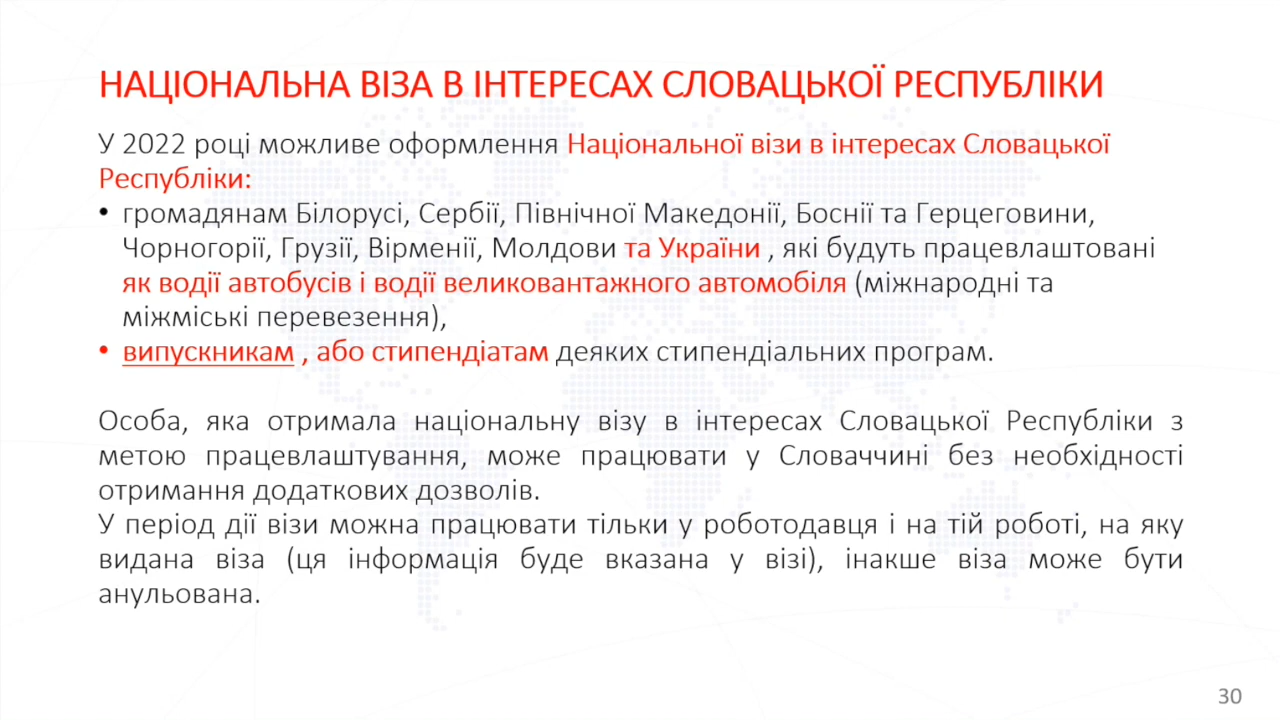 НАЦІОНАЛЬНА ВІЗА В ІНТЕРЕСАХ СЛОВАЦЬКОЇ РЕСПУБЛІКИ
У 2022 році можливе оформлення Національної візи в інтересах Словацької
Республіки:
• громадянам Білорусі, Сербії, Північної Македонії, Боснії та Герцеговини,
Чорногорії, Грузії, Вірменії, Молдови та України , які будуть працевлаштовані
як водії автобусів і водії великовантажного автомобіля (міжнародні та
міжміські перевезення),
• випускникам , або стипендіатам деяких стипендіальних програм.
Особа, яка отримала національну візу в інтересах Словацької Республіки з
метою працевлаштування, може працювати у Словаччині без необхідності
отримання додаткових дозволів.
У період дії візи можна працювати тільки у роботодавця і на тій роботі, на яку
видана віза (ця інформація буде вказана у візі), інакше віза може бути
анульована.
30